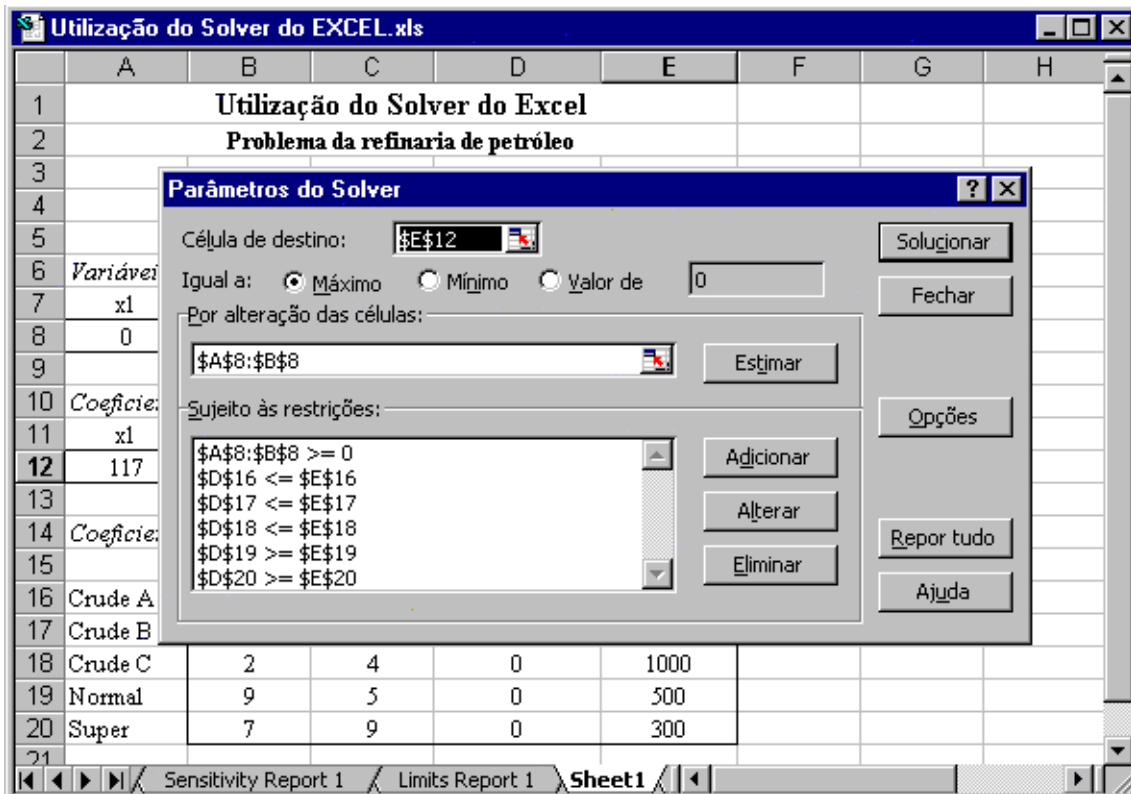 Utilização do Solver do EXCEL.xls
A B C D E F G H
1 Utilização do Solver do Excel
2 Problema da refinaria de petróleo
3
4 Parâmetros do Solver
5 Célula de destino: $E$12 Solucionar
6 Variávei Igual a: Máximo Mínimo Valor de 0
7 x1 Fechar
Por alteração das células:
8 0
$A$8:$B$8 Estimar
9
10 Coeficie Sujeito às restrições: Opções
11 x1
$A$8:$B$8 >= 0
12 117 $D$16 <= $E$16 Adicionar
$D$17 <= $E$17
13 $D$18 <= $E$18 Alterar
14 Coeficie $D$19 >= $E$19 Repor tudo
15 $D$20 >= $E$20 Eliminar
16 Crude A Ajuda
17 Crude B
18 Crude C 2 4 0 1000
19 Normal 9 5 0 500
20 Super 7 9 0 300
21
Sensitivity Report 1 Limits Report 1 Sheet1